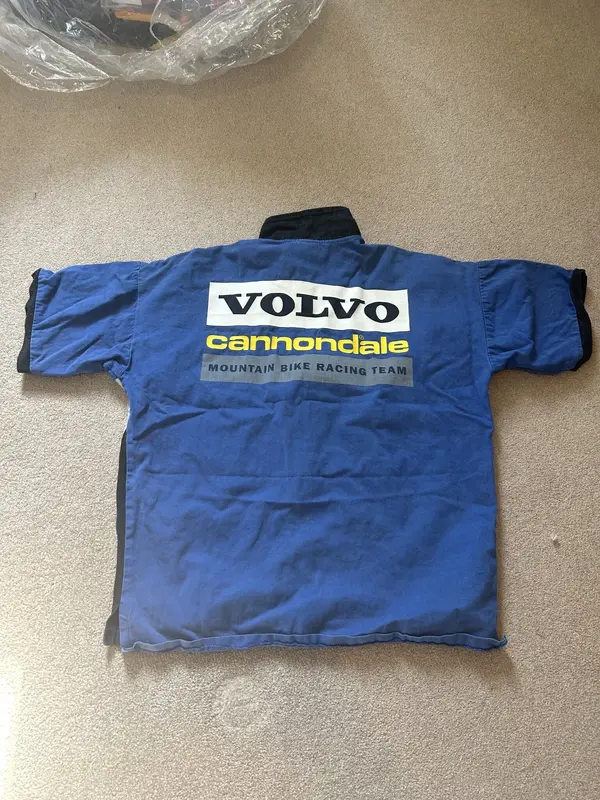 VOLVO
cannondale®
MOUNTAIN BIKE RACING TEAM